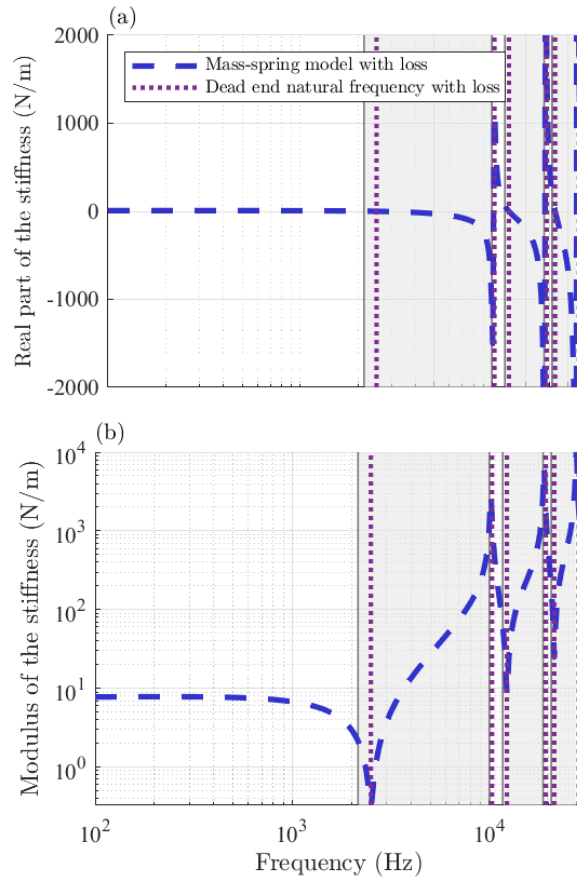 (a)
2000
1000
0
-1000
-2000
Real part of the stiffness (N/m)
Mass-spring model with loss
Dead end natural frequency with loss
(b)
10^4
10^3
10^2
10^1
10^0
Modulus of the stiffness (N/m)
10^2 10^3 10^4
Frequency (Hz)